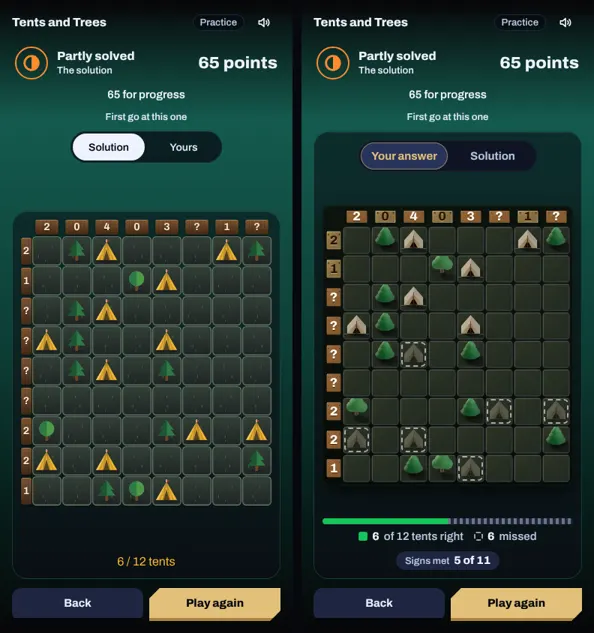 Tents and Trees
Practice
Partly solved
The solution
65 points
65 for progress
First go at this one
Solution
Yours
2 0 4 0 3 ? 1 ?
2
1
?
?
?
?
2
2
1
6 / 12 tents
Back
Play again
Tents and Trees
Practice
Partly solved
The solution
65 points
65 for progress
First go at this one
Your answer
Solution
2 0 4 0 3 ? 1 ?
2
1
?
?
?
?
2
2
1
6 of 12 tents right 6 missed
Signs met 5 of 11
Back
Play again